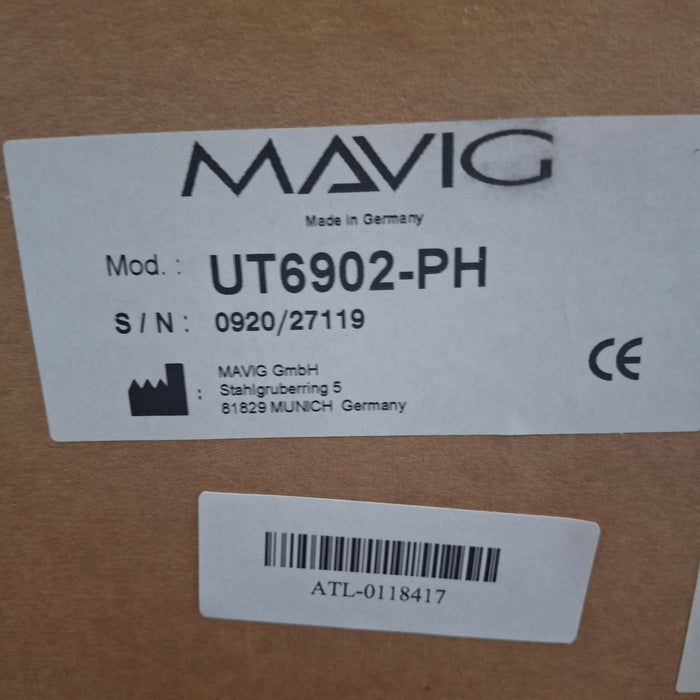 MAVIG
Made in Germany
Mod. : UT6902-PH
S / N : 0920/27119
MAVIG GmbH
: Stahlgruberring 5
81829 MUNICH Germany
CE
ATL-0118417